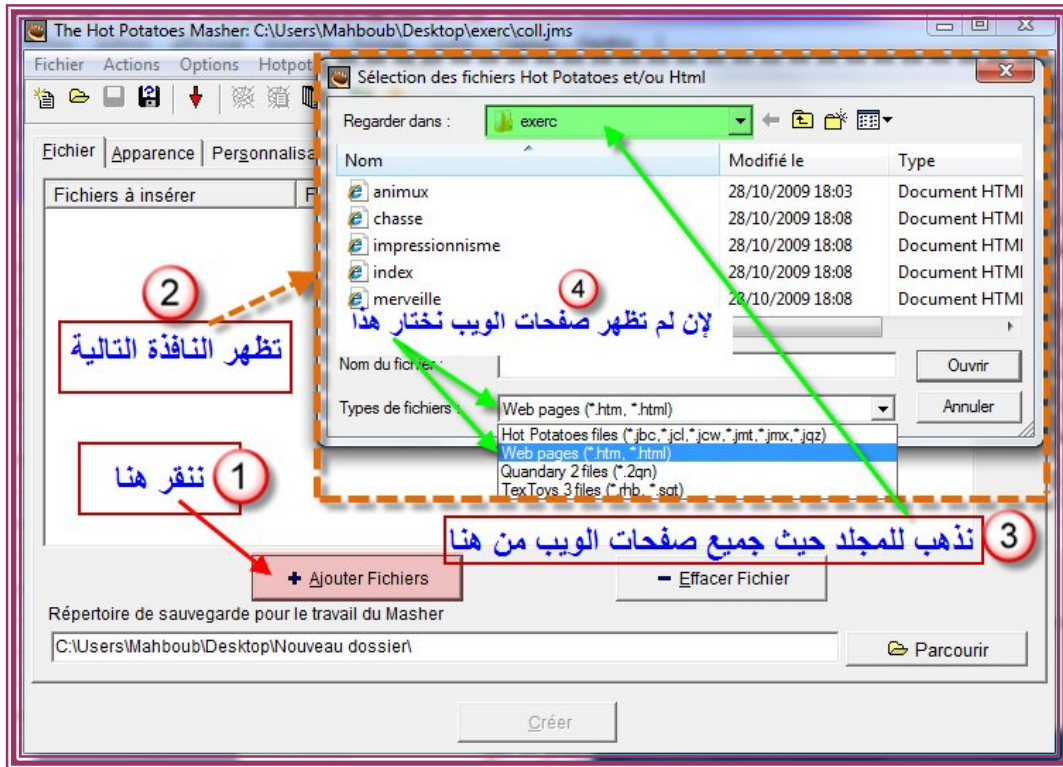 The Hot Potatoes Masher: C:\Users\Mahboub\Desktop\exerc\coll.jms
Fichier Actions Options Hotpot
Sélection des fichiers Hot Potatoes et/ou Html
Regarder dans : exerc
Fichier Apparence Personnalisa
Nom Modifié le Type
Fichiers à insérer F
animux 28/10/2009 18:03 Document HTML
chasse 28/10/2009 18:08 Document HTML
impressionnisme 28/10/2009 18:08 Document HTML
index 28/10/2009 18:08 Document HTML
merveille 28/10/2009 18:08 Document HTML
4
لإن لم تظهر صفحات الويب نختار هذا
2
تظهر النافذة التالية
Nom du fichier : Ouvrir
Types de fichiers : Web pages (*.htm, *.html) Annuler
Hot Potatoes files (*.jbc,*.jcl,*.jcw,*.jmt,*.jmx,*.jqz)
Web pages (*.htm, *.html)
Quandary 2 files (*.2qn)
TexToys 3 files (*.rhb, *.sqt)
1
ننقر هنا
3
نذهب للمجلد حيث جميع صفحات الويب من هنا
+ Ajouter Fichiers
– Effacer Fichier
Répertoire de sauvegarde pour le travail du Masher
C:\Users\Mahboub\Desktop\Nouveau dossier\
Parcourir
Créer